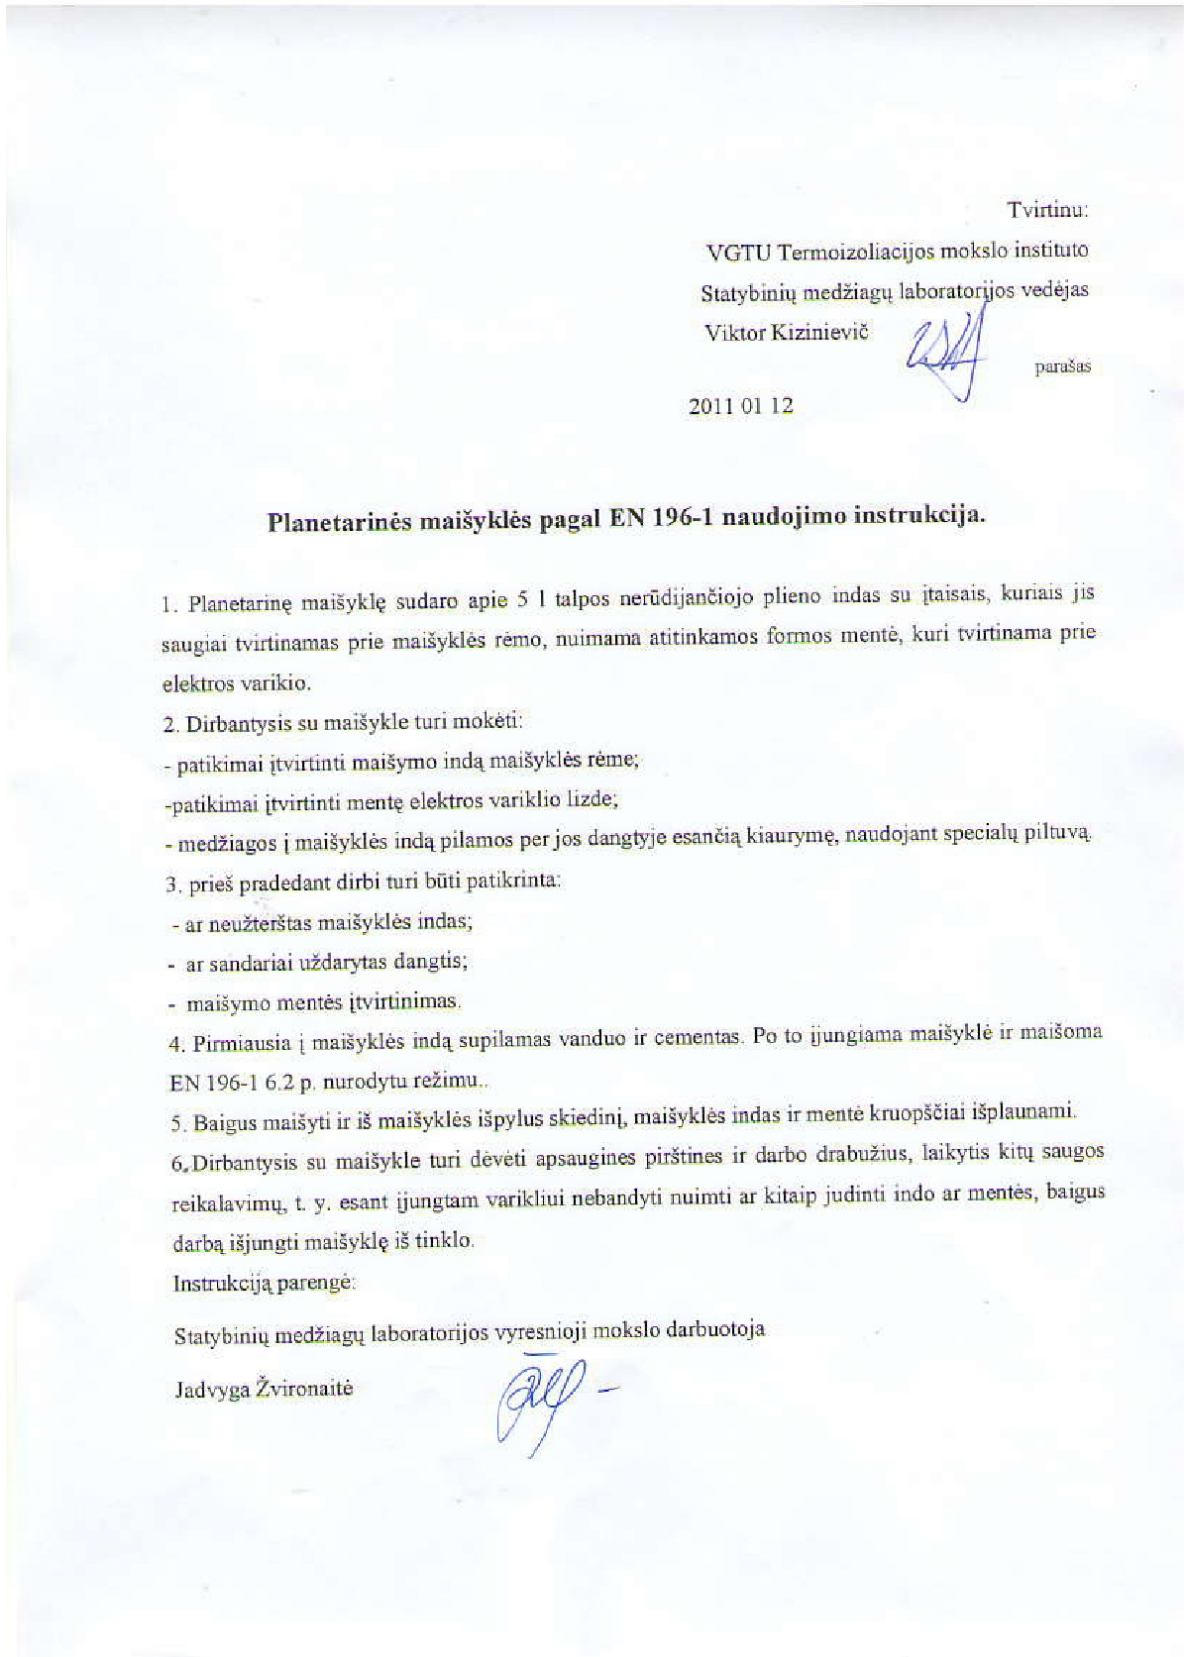 Tvirtinu:
VGTU Termoizoliacijos mokslo instituto
Statybinių medžiagų laboratorijos vedėjas
Viktor Kizinievič
parašas
2011 01 12
Planetarinės maišyklės pagal EN 196-1 naudojimo instrukcija.
1. Planetarinę maišyklę sudaro apie 5 l talpos nerūdijančiojo plieno indas su įtaisais, kuriais jis
saugiai tvirtinamas prie maišyklės rėmo, nuimama atitinkamos formos mentė, kuri tvirtinama prie
elektros varikio.
2. Dirbantysis su maišykle turi mokėti:
- patikimai įtvirtinti maišymo indą maišyklės rėme;
-patikimai įtvirtinti mentę elektros variklio lizde;
- medžiagos į maišyklės indą pilamos per jos dangtyje esančią kiaurymę, naudojant specialų piltuvą.
3. prieš pradedant dirbi turi būti patikrinta:
- ar neužterštas maišyklės indas;
- ar sandariai uždarytas dangtis;
- maišymo mentės įtvirtinimas.
4. Pirmiausia į maišyklės indą supilamas vanduo ir cementas. Po to įjungiama maišyklė ir maišoma
EN 196-1 6.2 p. nurodytu režimu..
5. Baigus maišyti ir iš maišyklės išpylus skiedinį, maišyklės indas ir mentė kruopščiai išplaunami.
6.Dirbantysis su maišykle turi dėvėti apsaugines pirštines ir darbo drabužius, laikytis kitų saugos
reikalavimų, t. y. esant įjungtam varikliui nebandyti nuimti ar kitaip judinti indo ar mentės, baigus
darbą išjungti maišyklę iš tinklo.
Instrukciją parengė:
Statybinių medžiagų laboratorijos vyresnioji mokslo darbuotoja
Jadvyga Žvironaitė